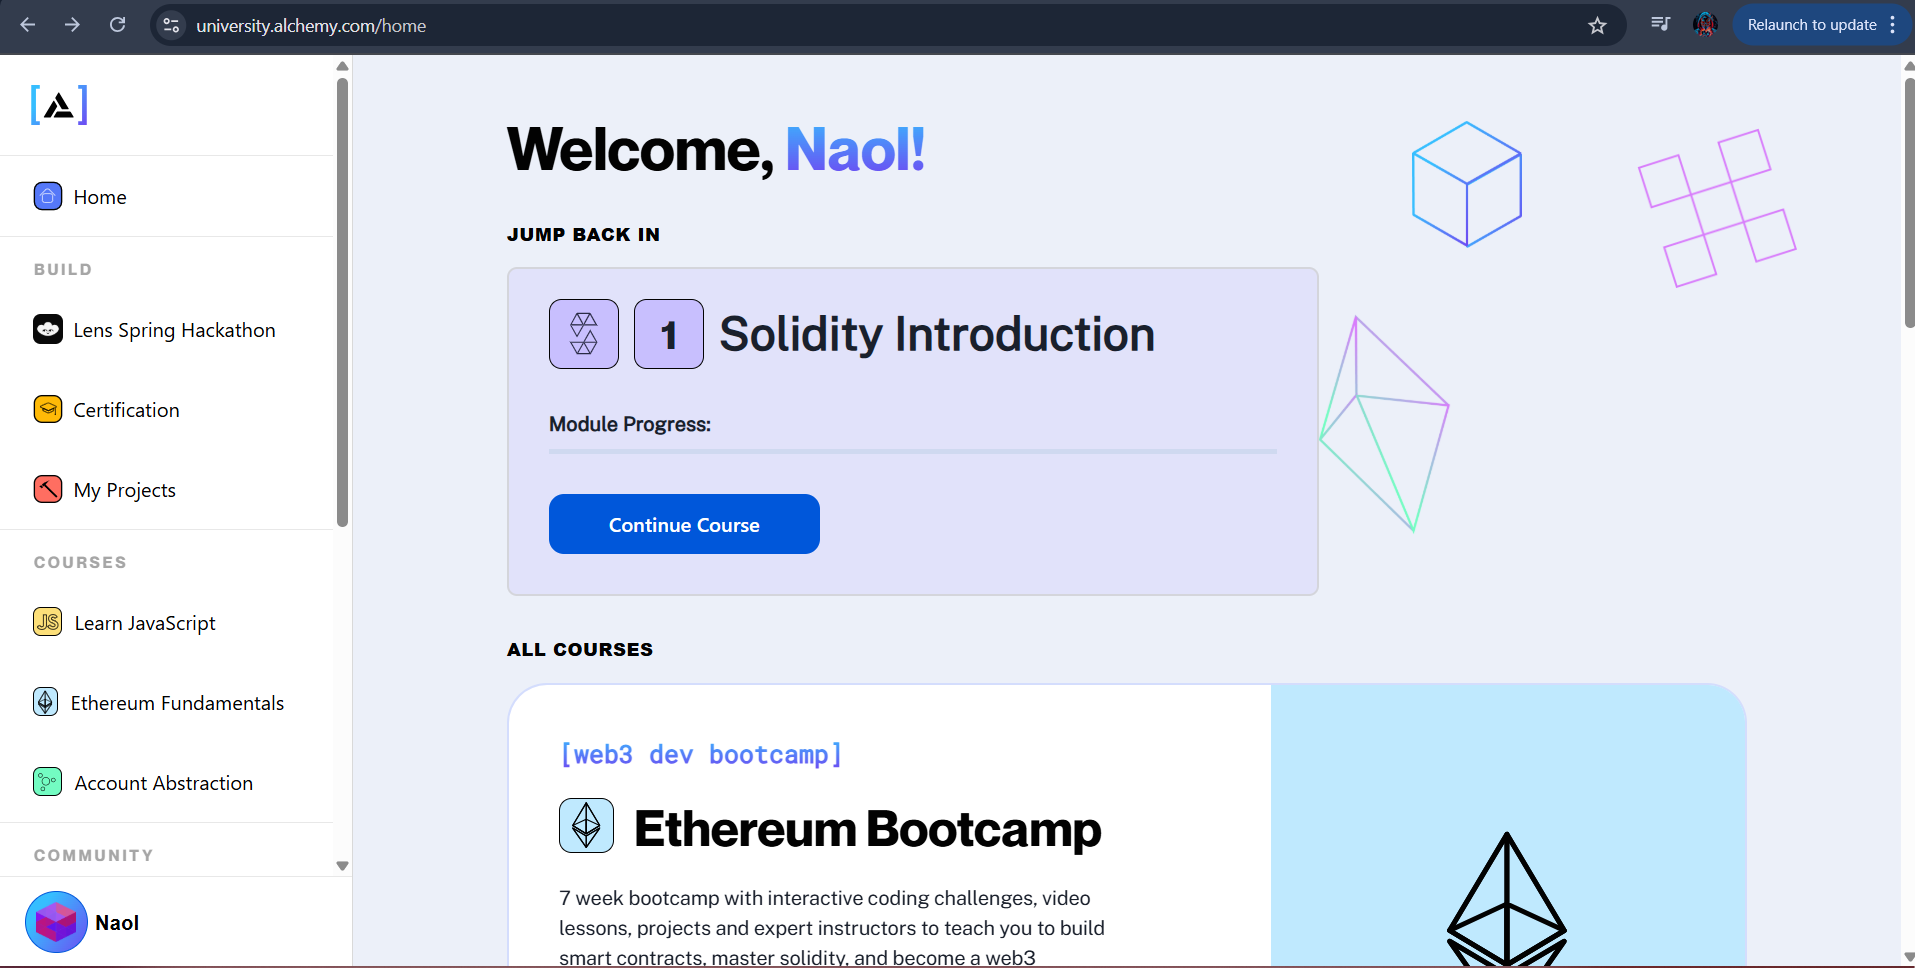 university.alchemy.com/home
Relaunch to update
Home
BUILD
Lens Spring Hackathon
Certification
My Projects
COURSES
JS Learn JavaScript
Ethereum Fundamentals
Account Abstraction
COMMUNITY
Naol
Welcome, Naol!
JUMP BACK IN
1 Solidity Introduction
Module Progress:
Continue Course
ALL COURSES
[web3 dev bootcamp]
Ethereum Bootcamp
7 week bootcamp with interactive coding challenges, video
lessons, projects and expert instructors to teach you to build
smart contracts, master solidity, and become a web3